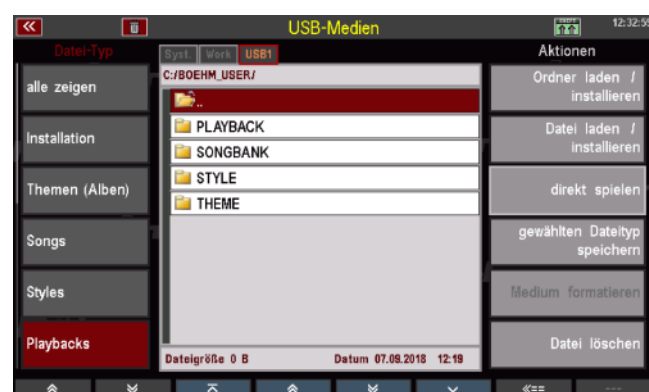 USB-Medien
12:32:55
Datei-Typ
Syst. Work USB1
Aktionen
C:/BOEHM_USER/
..
PLAYBACK
SONGBANK
STYLE
THEME
alle zeigen
Installation
Themen (Alben)
Songs
Styles
Playbacks
Ordner laden /
installieren
Datei laden /
installieren
direkt spielen
gewählten Dateityp
speichern
Medium formatieren
Datei löschen
Dateigröße 0 B Datum 07.09.2018 12:19
«== ---